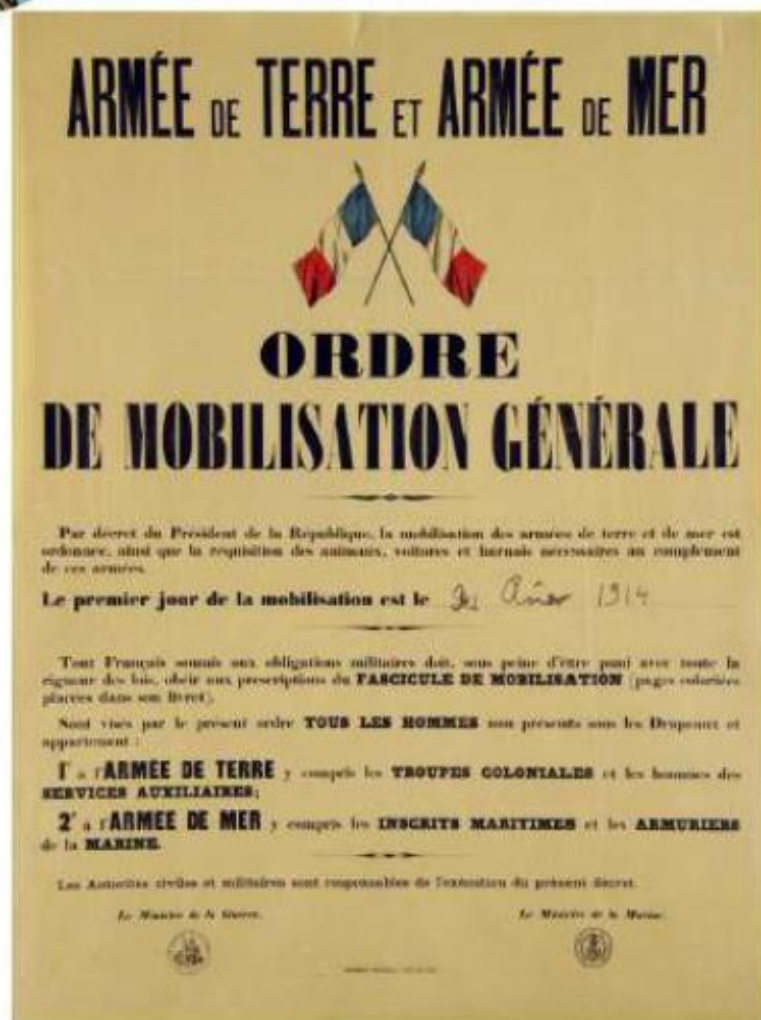 ARMÉE DE TERRE ET ARMÉE DE MER
ORDRE
DE MOBILISATION GÉNÉRALE
Par décret du Président de la République, la mobilisation des armées de terre et de mer est
ordonnée, ainsi que la réquisition des animaux, voitures et harnais nécessaires au complément
de ces armées.
Le premier jour de la mobilisation est le 1914
Tout Français soumis aux obligations militaires doit, sous peine d'être puni avec toute la
rigueur des lois, obéir aux prescriptions du FASCICULE DE MOBILISATION (pages coloriées
placées dans son livret).
Sont visés par le présent ordre TOUS LES HOMMES non présents sous les Drapeaux et
appartenant :
1° à l'ARMÉE DE TERRE y compris les TROUPES COLONIALES et les hommes des
SERVICES AUXILIAIRES;
2° à l'ARMÉE DE MER y compris les INSCRITS MARITIMES et les ARMURIERS
de la MARINE.
Les Autorités civiles et militaires sont responsables de l'exécution du présent décret.
Le Ministre de la Guerre. Le Ministre de la Marine.